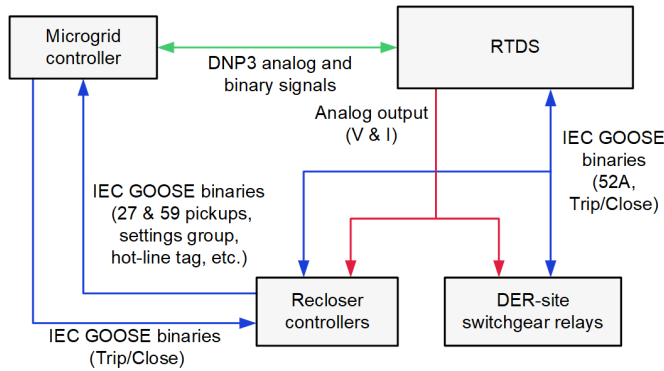 Microgrid
controller
RTDS
DNP3 analog and
binary signals
Analog output
(V & I)
IEC GOOSE
binaries
(52A,
Trip/Close)
IEC GOOSE binaries
(27 & 59 pickups,
settings group,
hot-line tag, etc.)
Recloser
controllers
DER-site
switchgear relays
IEC GOOSE binaries
(Trip/Close)